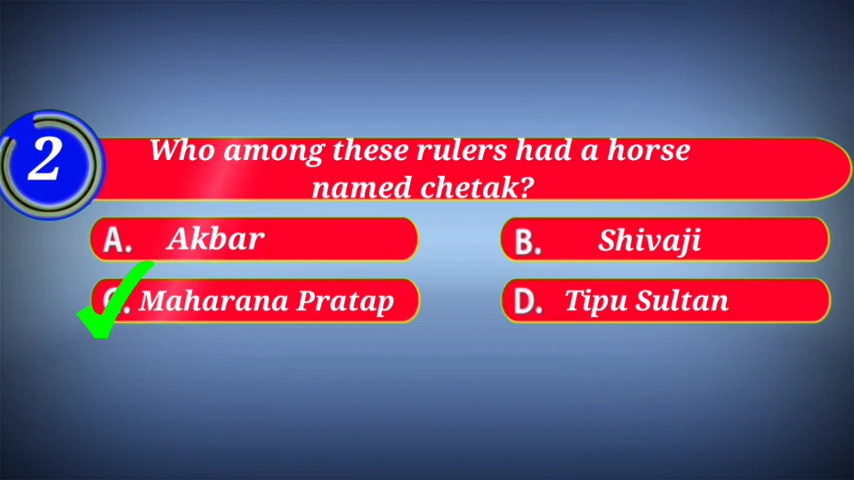 2
Who among these rulers had a horse
named chetak?
A. Akbar
B. Shivaji
C. Maharana Pratap
D. Tipu Sultan